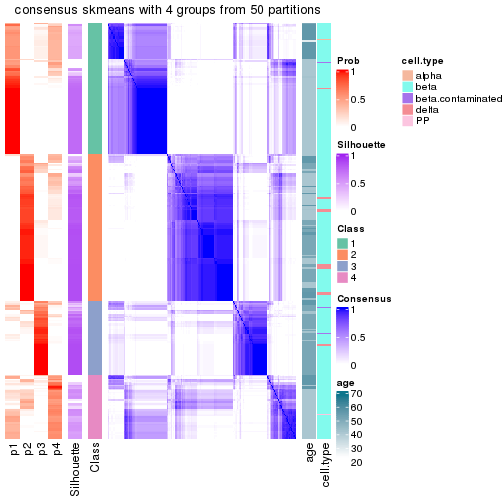 consensus skmeans with 4 groups from 50 partitions
Prob
1
0.5
0
Silhouette
1
0.5
0
Class
1
2
3
4
Consensus
1
0.5
0
age
70
60
50
40
30
20
cell.type
alpha
beta
beta.contaminated
delta
PP
p1
p2
p3
p4
Silhouette
Class
age
cell.type